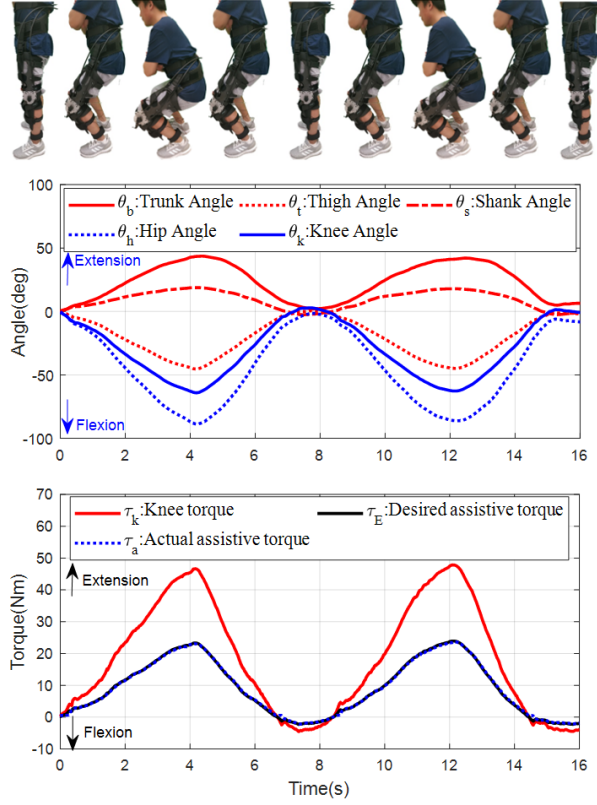 100
θb:Trunk Angle θt:Thigh Angle θs:Shank Angle
θh:Hip Angle θk:Knee Angle
50
Extension
0
Angle(deg)
-50
Flexion
-100
0 2 4 6 8 10 12 14 16
70
τk:Knee torque τE:Desired assistive torque
60
τa:Actual assistive torque
50
Extension
40
30
Torque(Nm)
20
10
0
Flexion
-10
0 2 4 6 8 10 12 14 16
Time(s)